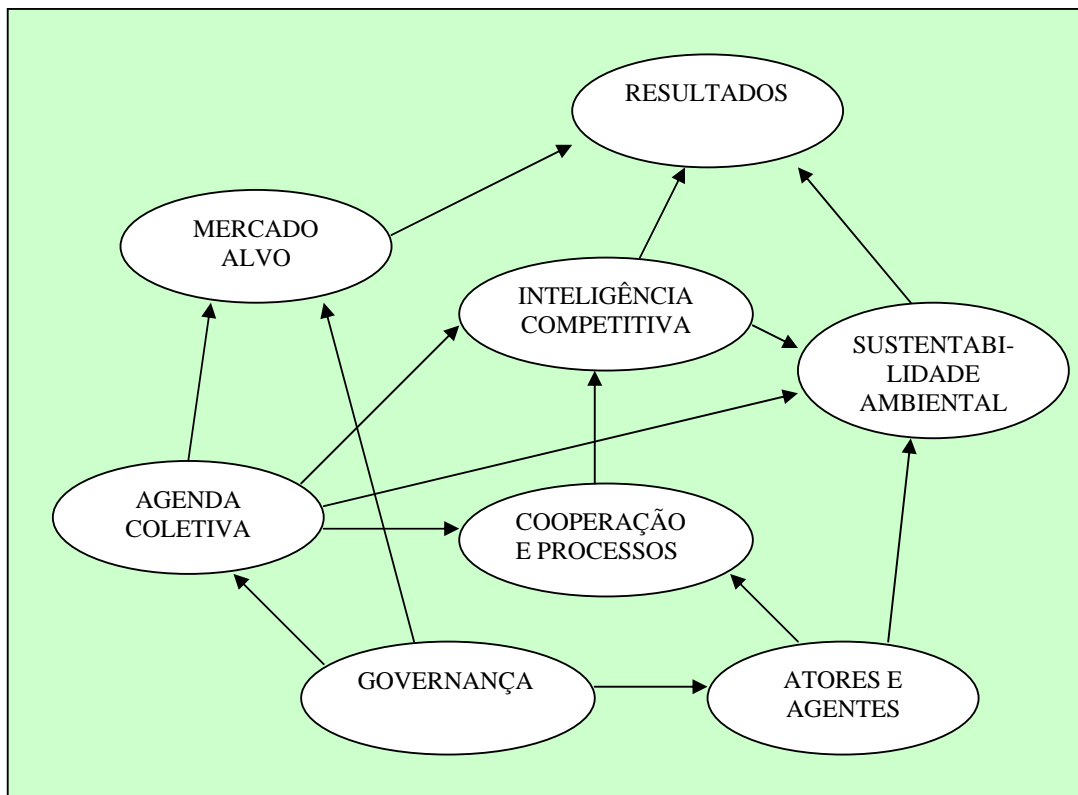 RESULTADOS
MERCADO
ALVO
INTELIGÊNCIA
COMPETITIVA
SUSTENTABI-
LIDADE
AMBIENTAL
AGENDA
COLETIVA
COOPERAÇÃO
E PROCESSOS
GOVERNANÇA
ATORES E
AGENTES